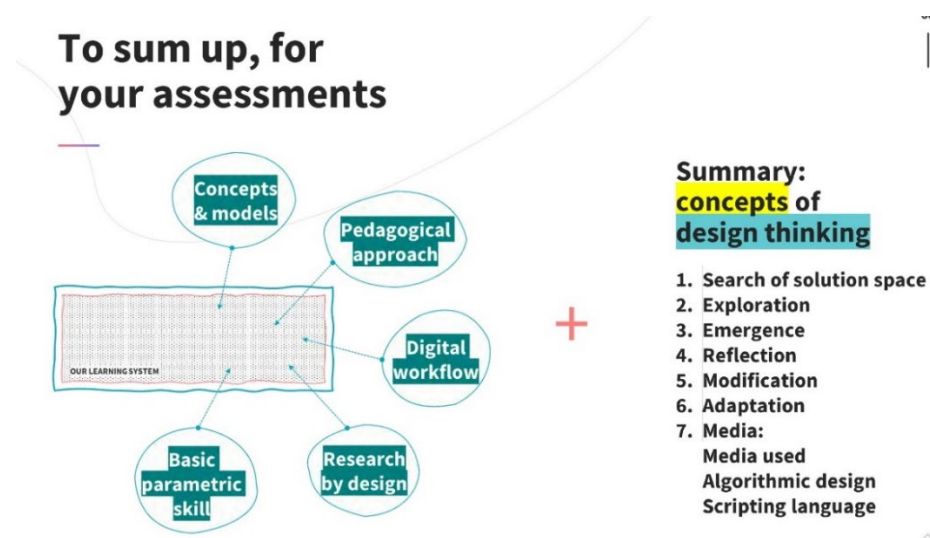 To sum up, for
your assessments
Concepts
& models
Pedagogical
approach
Digital
workflow
OUR LEARNING SYSTEM
Basic
parametric
skill
Research
by design
+
Summary:
concepts of
design thinking
1. Search of solution space
2. Exploration
3. Emergence
4. Reflection
5. Modification
6. Adaptation
7. Media:
Media used
Algorithmic design
Scripting language